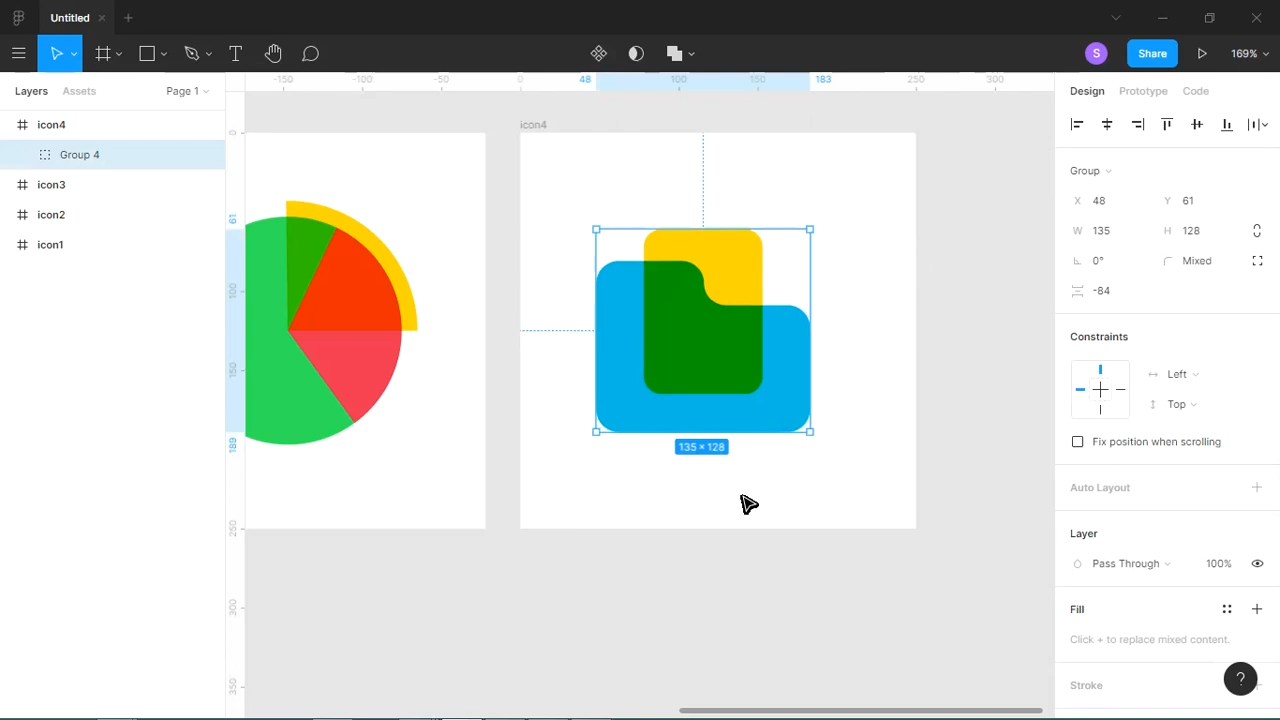 Untitled
S
Share
169%
Layers
Assets
Page 1
-150
-100
-50
0
48
100
150
183
250
300
Design
Prototype
Code
icon4
Group 4
icon3
icon2
icon1
icon4
0
61
100
150
189
250
300
350
135 × 128
Group
X 48
Y 61
W 135
H 128
0°
Mixed
-84
Constraints
Left
Top
Fix position when scrolling
Auto Layout
Layer
Pass Through
100%
Fill
Click + to replace mixed content.
Stroke
?